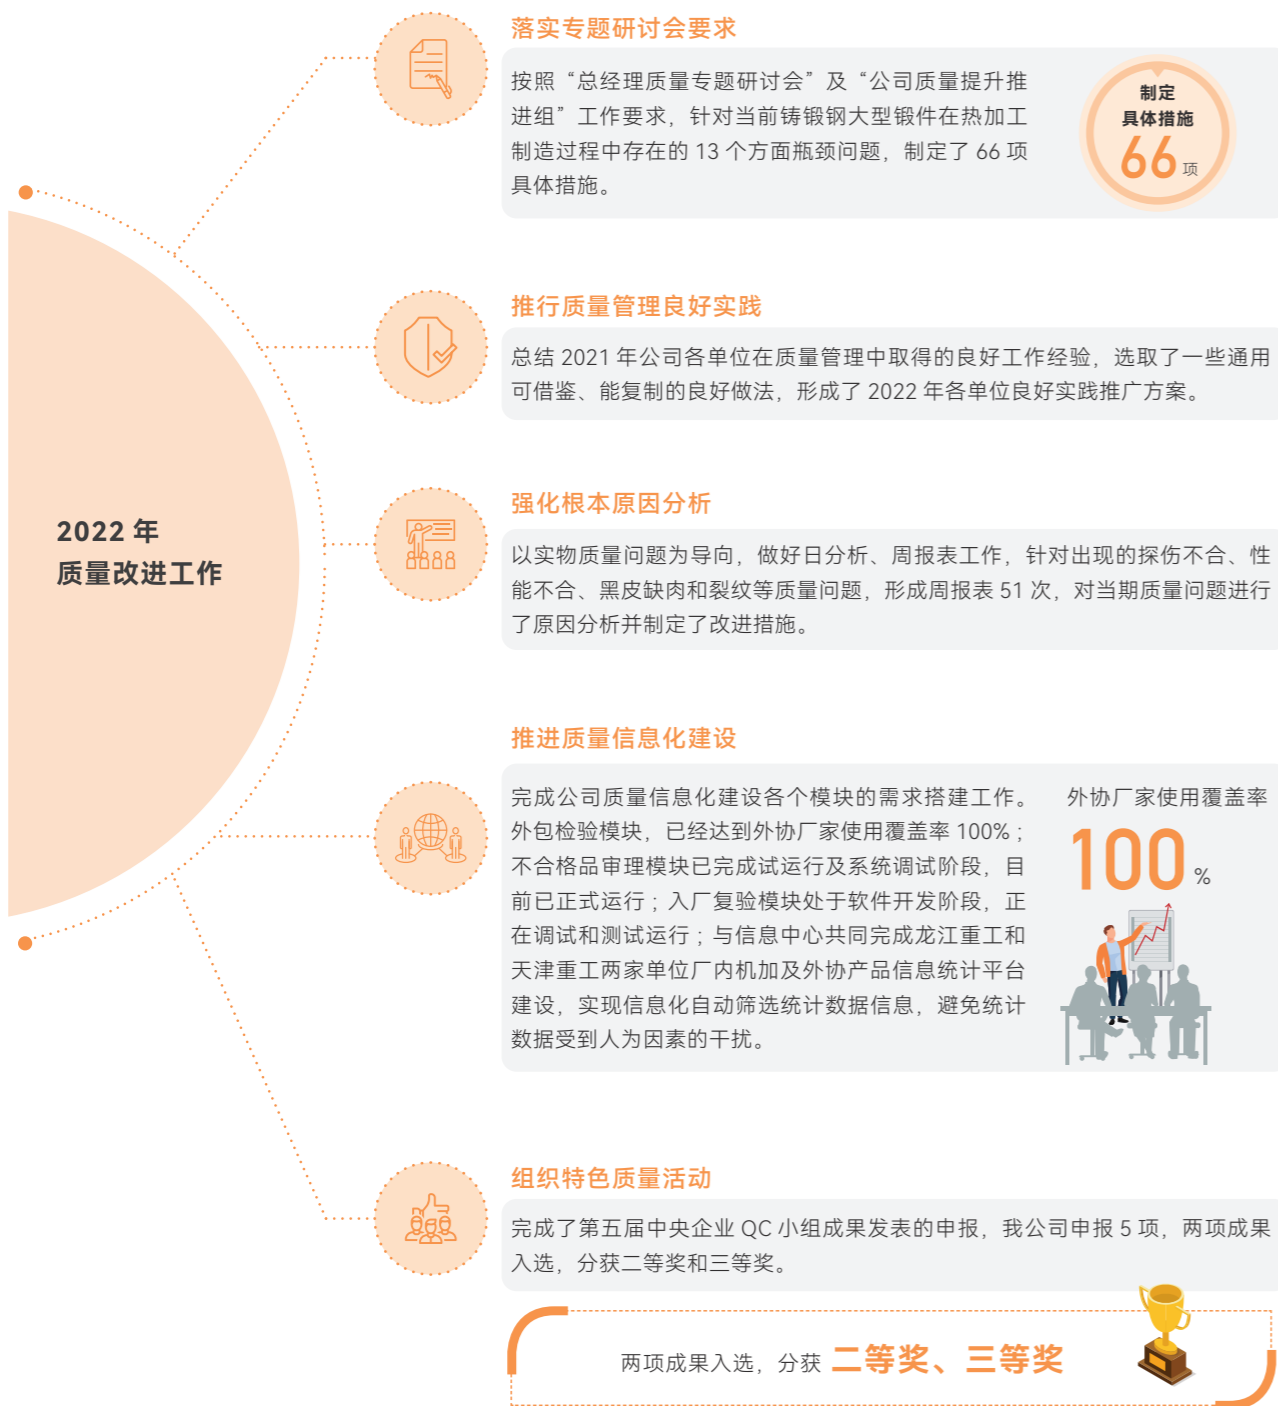 落实专题研讨会要求
按照“总经理质量专题研讨会”及“公司质量提升推
进组”工作要求，针对当前铸锻钢大型锻件在热加工
制造过程中存在的 13 个方面瓶颈问题，制定了 66 项
具体措施。
制定
具体措施
66 项
推行质量管理良好实践
总结 2021 年公司各单位在质量管理中取得的良好工作经验，选取了一些通用
可借鉴、能复制的良好做法，形成了 2022 年各单位良好实践推广方案。
2022 年
质量改进工作
强化根本原因分析
以实物质量问题为导向，做好日分析、周报表工作，针对出现的探伤不合、性
能不合、黑皮缺肉和裂纹等质量问题，形成周报表 51 次，对当期质量问题进行
了原因分析并制定了改进措施。
推进质量信息化建设
完成公司质量信息化建设各个模块的需求搭建工作。
外包检验模块，已经达到外协厂家使用覆盖率 100%；
不合格品审理模块已完成试运行及系统调试阶段，目
前已正式运行；入厂复验模块处于软件开发阶段，正
在调试和测试运行；与信息中心共同完成龙江重工和
天津重工两家单位厂内机加及外协产品信息统计平台
建设，实现信息化自动筛选统计数据信息，避免统计
数据受到人为因素的干扰。
外协厂家使用覆盖率
100 %
组织特色质量活动
完成了第五届中央企业 QC 小组成果发表的申报，我公司申报 5 项，两项成果
入选，分获二等奖和三等奖。
两项成果入选，分获 二等奖、三等奖